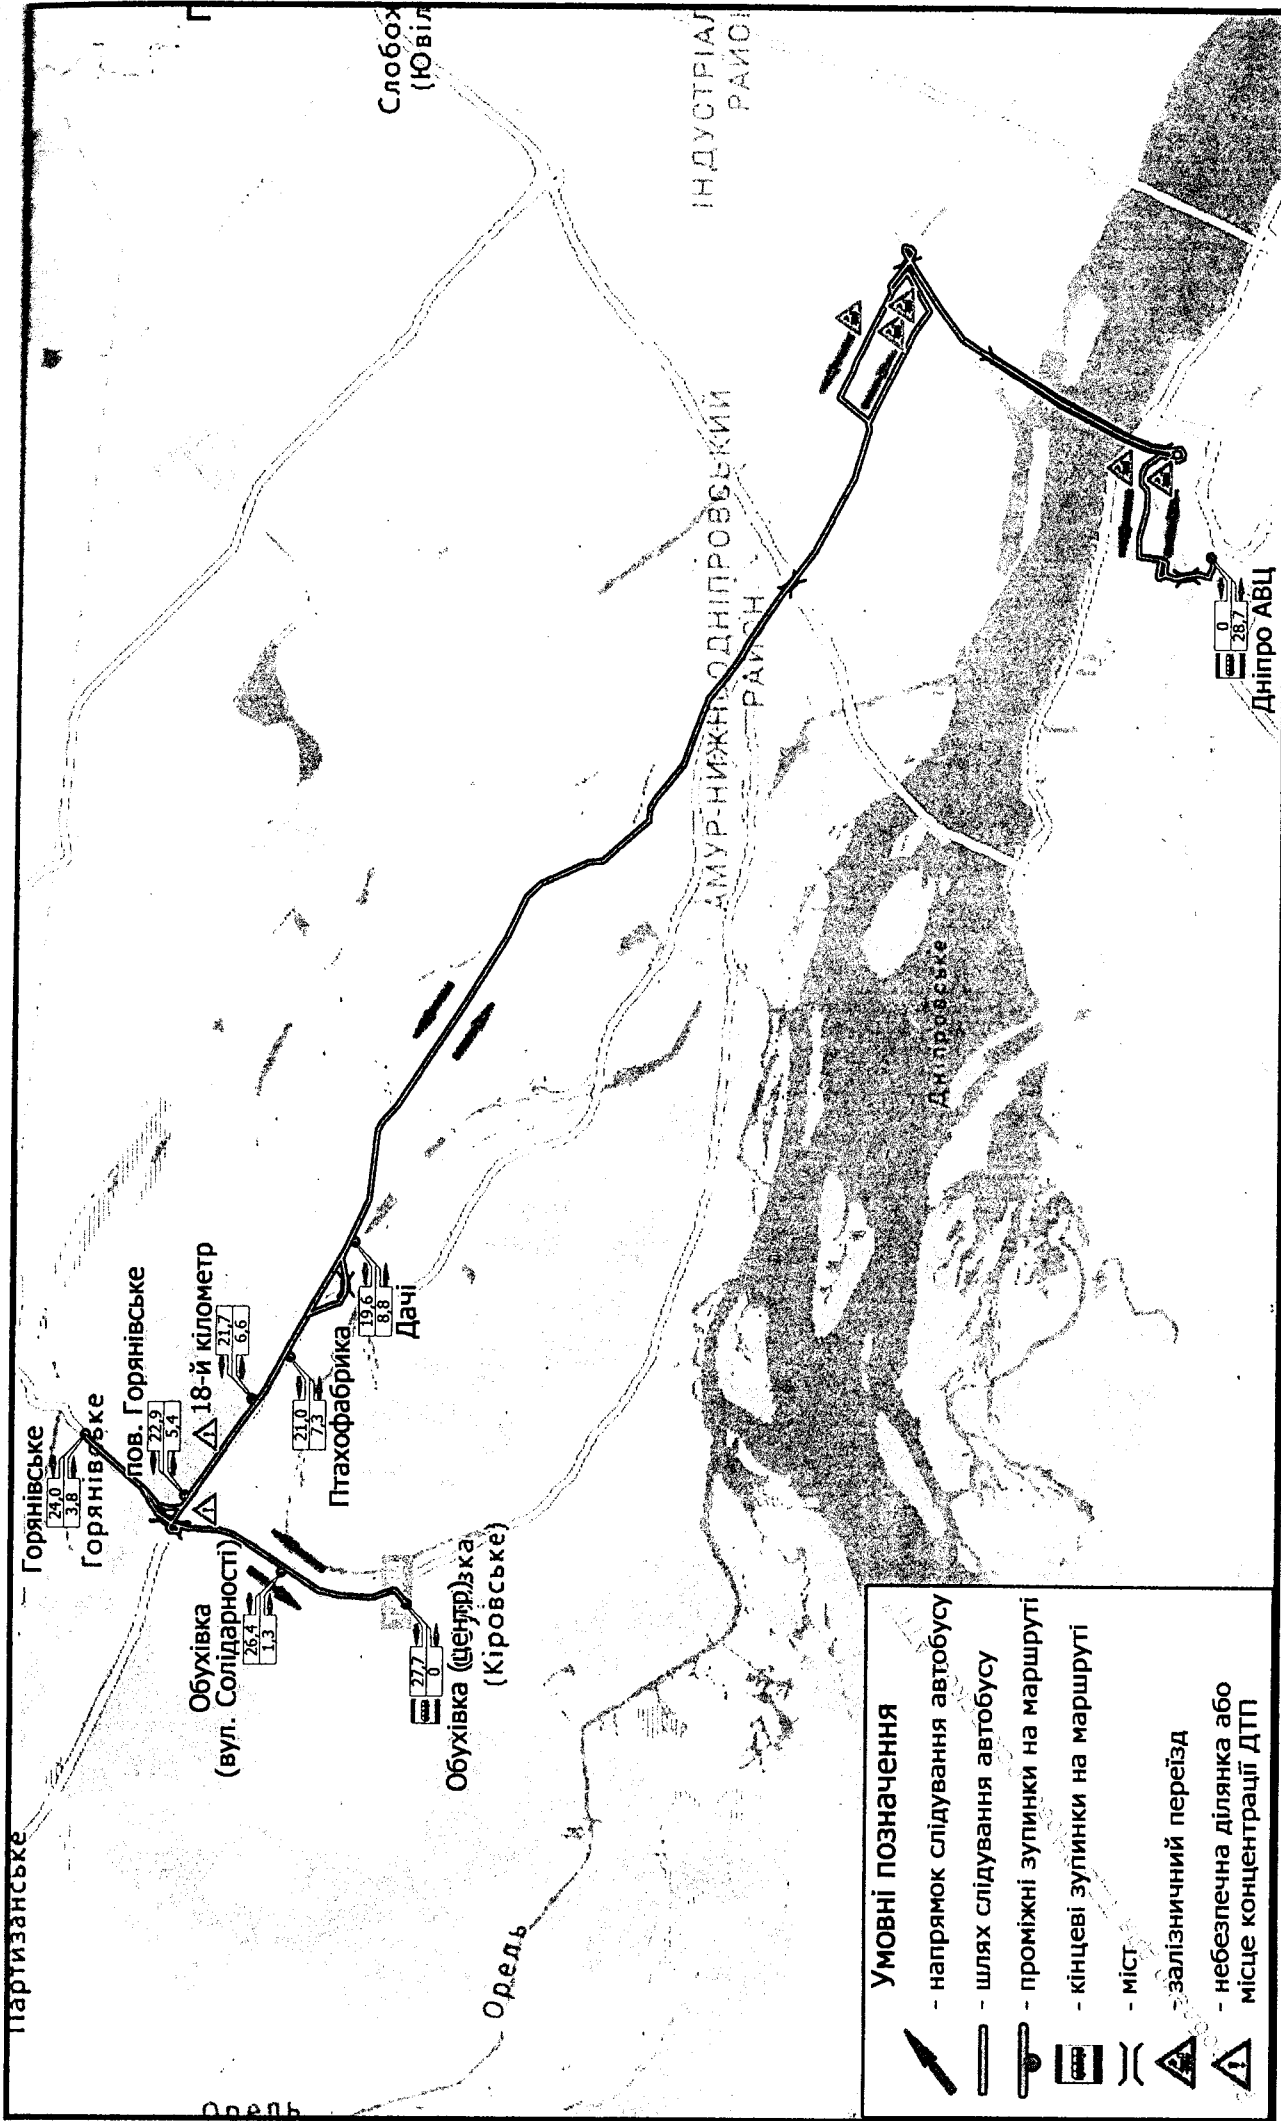 Партизанське
Горянівське
24,0
3,8
Горянівське
пов. Горянівське
22,9
5,4
18-й кілометр
21,7
6,6
Птахофабрика
21,0
7,3
Дачі
19,6
8,8
Обухівка
(вул. Солідарності)
26,4
1,3
Обухівка (центр)
27,7
0
(Кіровське)
Слобо
(Ювіл
ІНДУСТРІАЛ
РАЙО
АМУР-НИЖНЬОДНІПРОВСЬКИЙ
РАЙОН
Дніпровське
0
28,7
Дніпро АВЦ
Орель
Орель
Умовні позначення
- напрямок слідування автобусу
- шлях слідування автобусу
- проміжні зупинки на маршруті
- кінцеві зупинки на маршруті
- міст
- залізничний переїзд
- небезпечна ділянка або
місце концентрації ДТП